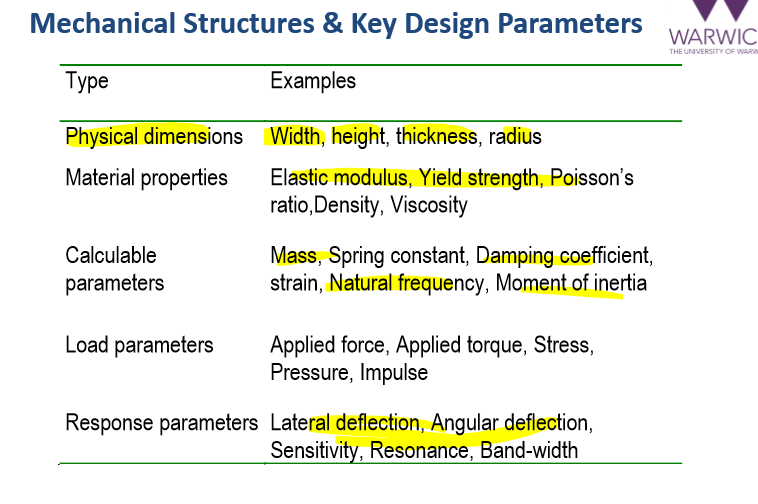 Mechanical Structures & Key Design Parameters
WARWIC
THE UNIVERSITY OF WARW
Type Examples
Physical dimensions Width, height, thickness, radius
Material properties Elastic modulus, Yield strength, Poisson’s
ratio,Density, Viscosity
Calculable Mass, Spring constant, Damping coefficient,
parameters strain, Natural frequency, Moment of inertia
Load parameters Applied force, Applied torque, Stress,
Pressure, Impulse
Response parameters Lateral deflection, Angular deflection,
Sensitivity, Resonance, Band-width